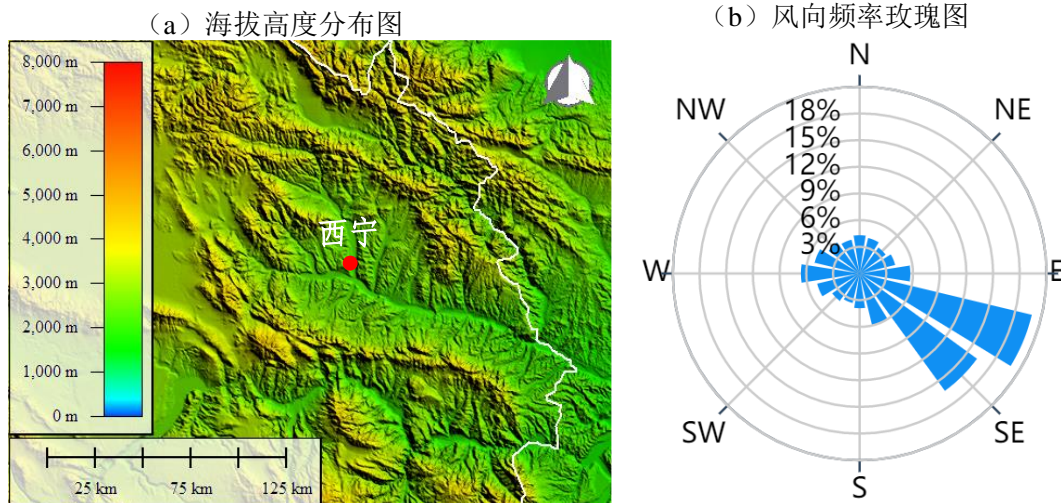 （a）海拔高度分布图
8,000 m
7,000 m
6,000 m
5,000 m
4,000 m
3,000 m
2,000 m
1,000 m
0 m
西宁
25 km 75 km 125 km
（b）风向频率玫瑰图
N
NE
E
SE
S
SW
W
NW
18%
15%
12%
9%
6%
3%